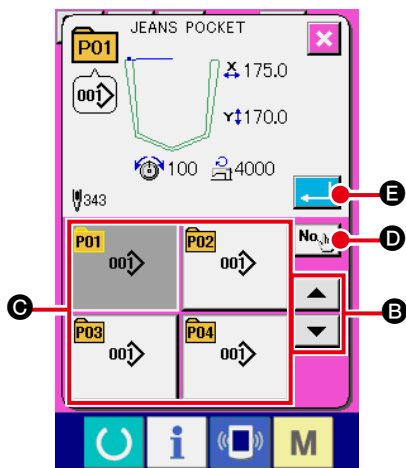 JEANS POCKET
P01
X 175.0
001
Y 170.0
100 4000
343
E
P01
001
P02
001
No.
D
C
B
P03
001
P04
001
i
M